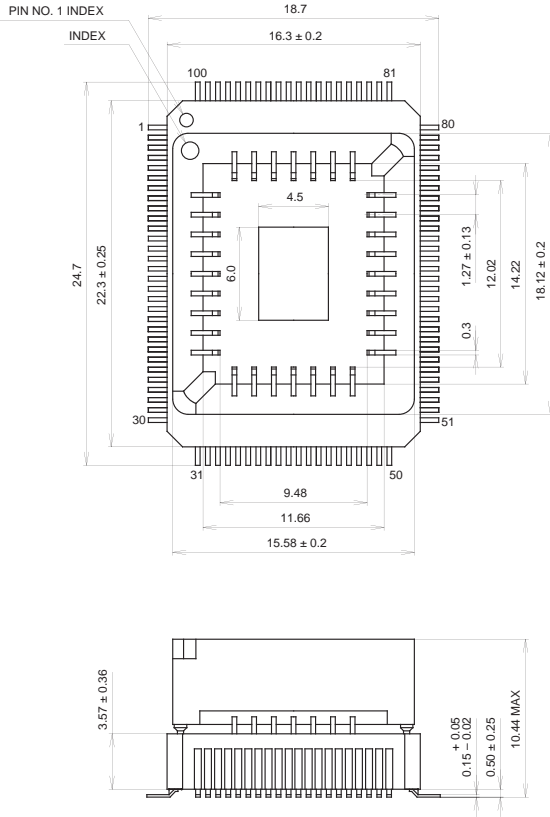 PIN NO. 1 INDEX
18.7
INDEX
16.3 ± 0.2
100
81
1
80
4.5
6.0
24.7
22.3 ± 0.25
0.3
1.27 ± 0.13
12.02
14.22
18.12 ± 0.2
30
51
31
50
9.48
11.66
15.58 ± 0.2
3.57 ± 0.36
+ 0.05
0.15 – 0.02
0.50 ± 0.25
10.44 MAX